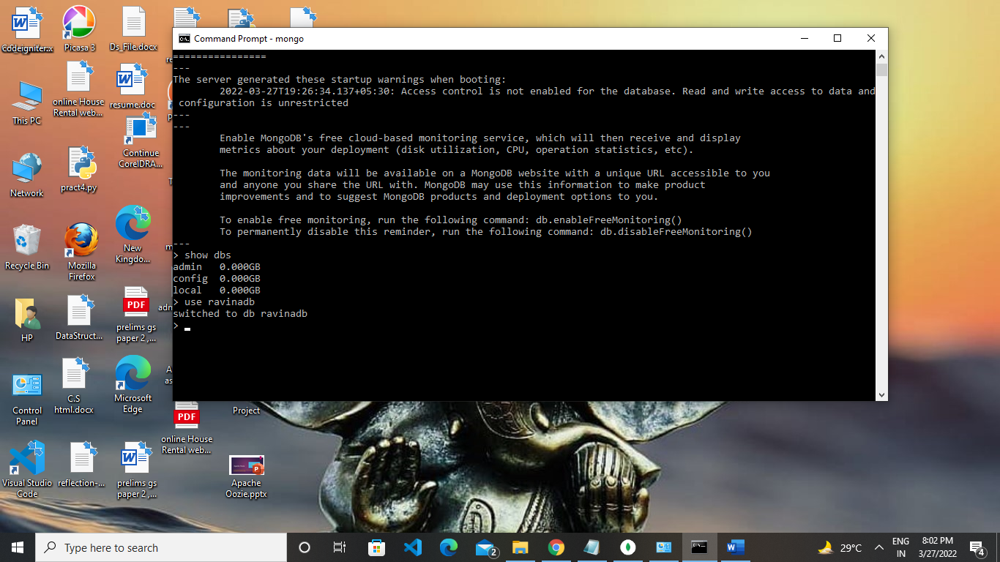 Codeigniter.x
Picasa 3
Ds_File.docx
This PC
online House
Rental web...
resume.doc
Network
pract4.py
Continue
CorelDRA...
Recycle Bin
Mozilla
Firefox
New
Kingdo...
HP
DataStruct...
PDF
prelims gs
paper 2 ,...
Control
Panel
C.S
html.docx
Microsoft
Edge
PDF
online House
Rental web...
Project
Visual Studio
Code
reflection-...
prelims gs
paper 2 ,...
Apache
Oozie.pptx
Command Prompt - mongo
================
---
The server generated these startup warnings when booting:
2022-03-27T19:26:34.137+05:30: Access control is not enabled for the database. Read and write access to data and
configuration is unrestricted
---
---
Enable MongoDB's free cloud-based monitoring service, which will then receive and display
metrics about your deployment (disk utilization, CPU, operation statistics, etc).
The monitoring data will be available on a MongoDB website with a unique URL accessible to you
and anyone you share the URL with. MongoDB may use this information to make product
improvements and to suggest MongoDB products and deployment options to you.
To enable free monitoring, run the following command: db.enableFreeMonitoring()
To permanently disable this reminder, run the following command: db.disableFreeMonitoring()
---
> show dbs
admin 0.000GB
config 0.000GB
local 0.000GB
> use ravinadb
switched to db ravinadb
>
Type here to search
2
29°C
ENG
IN
8:02 PM
3/27/2022
4